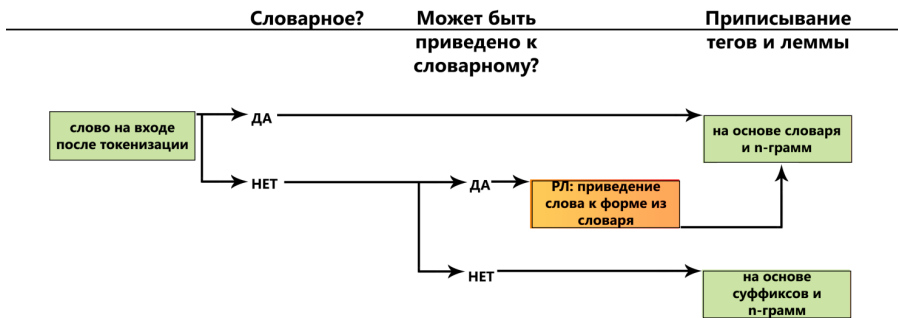 Словарное?
Может быть
приведено к
словарному?
Приписывание
тегов и леммы
слово на входе
после токенизации
ДА
на основе словаря
и n-грамм
НЕТ
ДА
РЛ: приведение
слова к форме из
словаря
НЕТ
на основе
суффиксов и
n-грамм